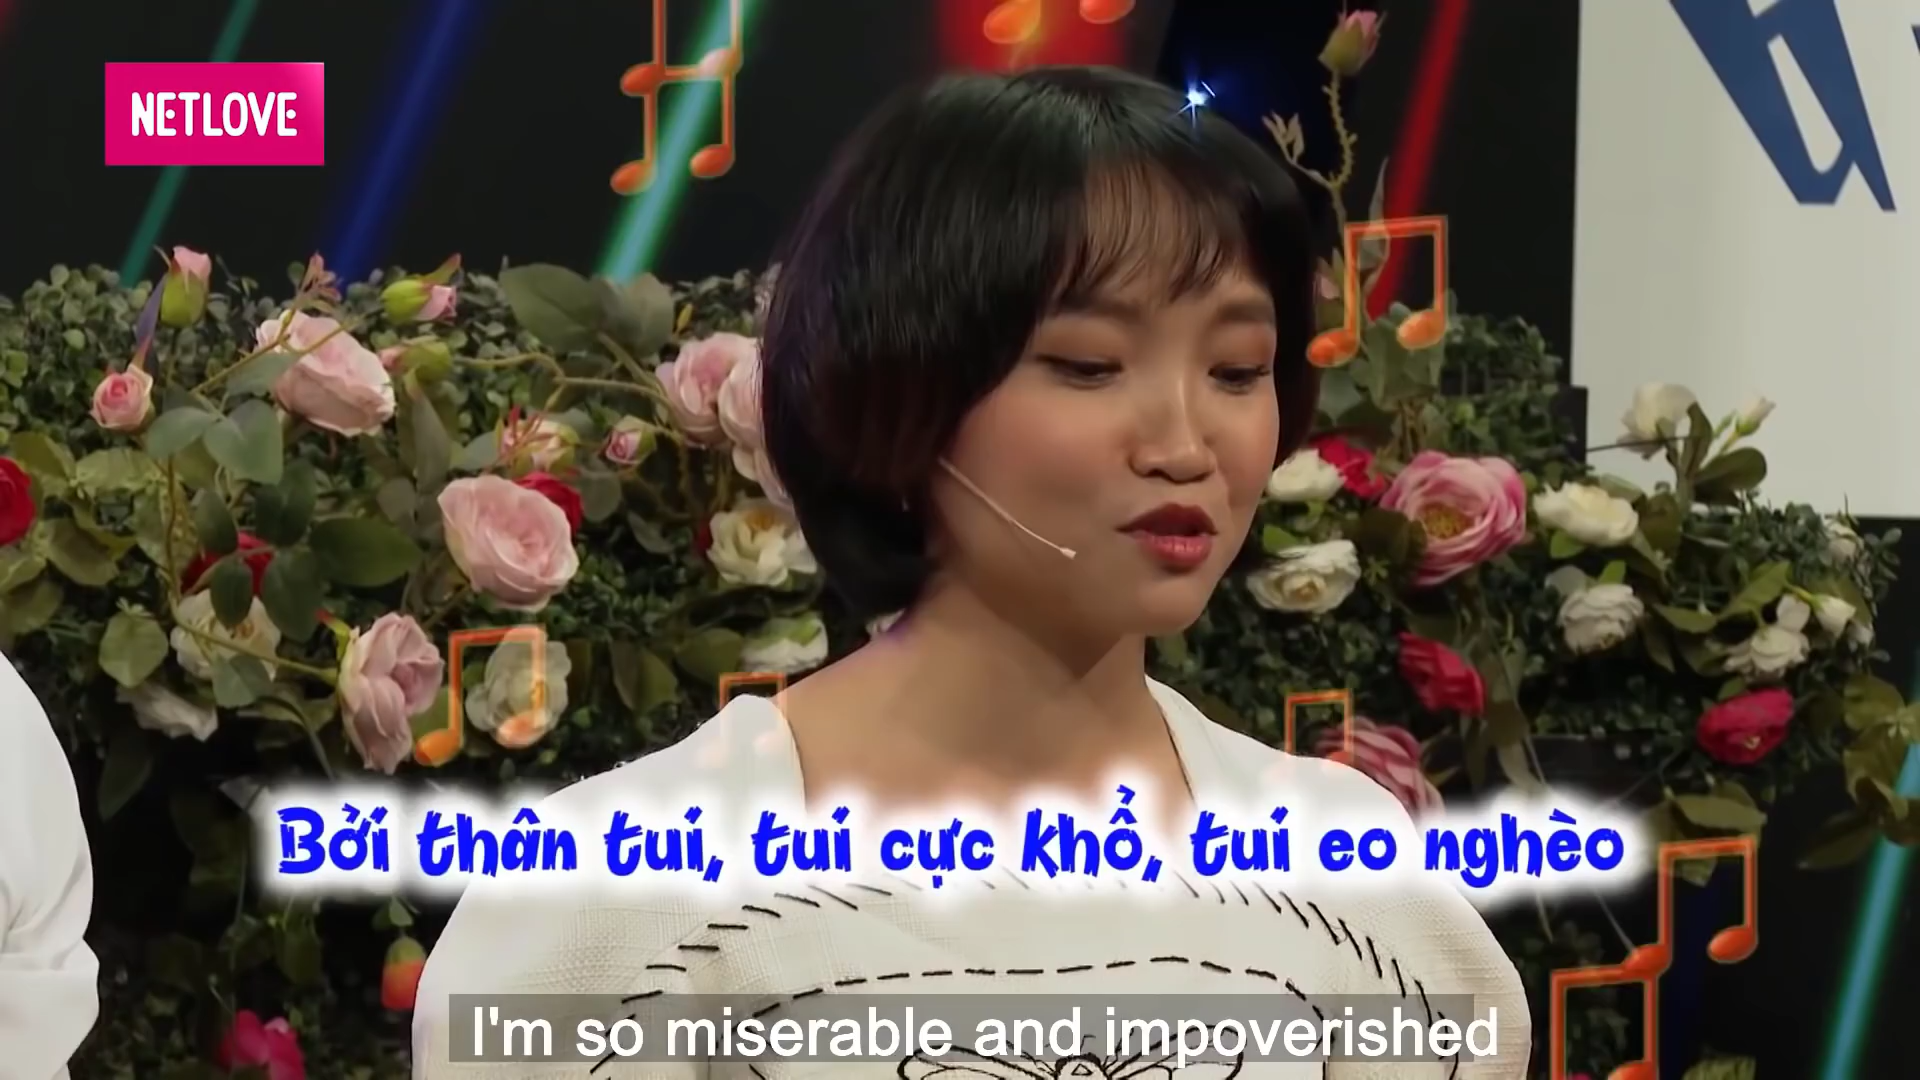 NETLOVE
Bởi thân tui, tui cực khổ, tui eo nghèo
I'm so miserable and impoverished